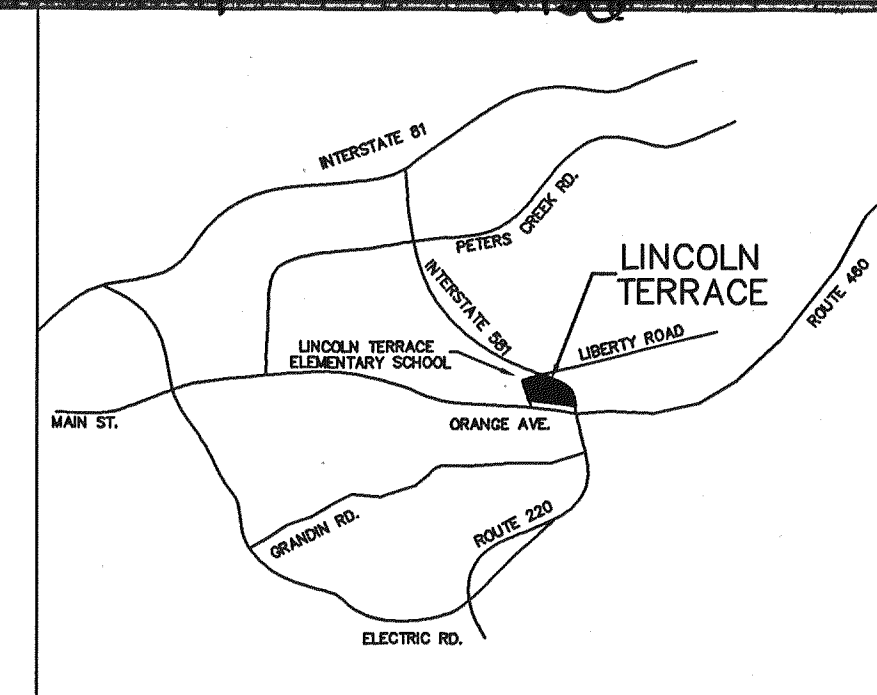 INTERSTATE 81
PETERS CREEK RD.
LINCOLN
TERRACE
INTERSTATE 581
ROUTE 460
LIBERTY ROAD
LINCOLN TERRACE
ELEMENTARY SCHOOL
MAIN ST.
ORANGE AVE.
GRANDIN RD.
ROUTE 220
ELECTRIC RD.